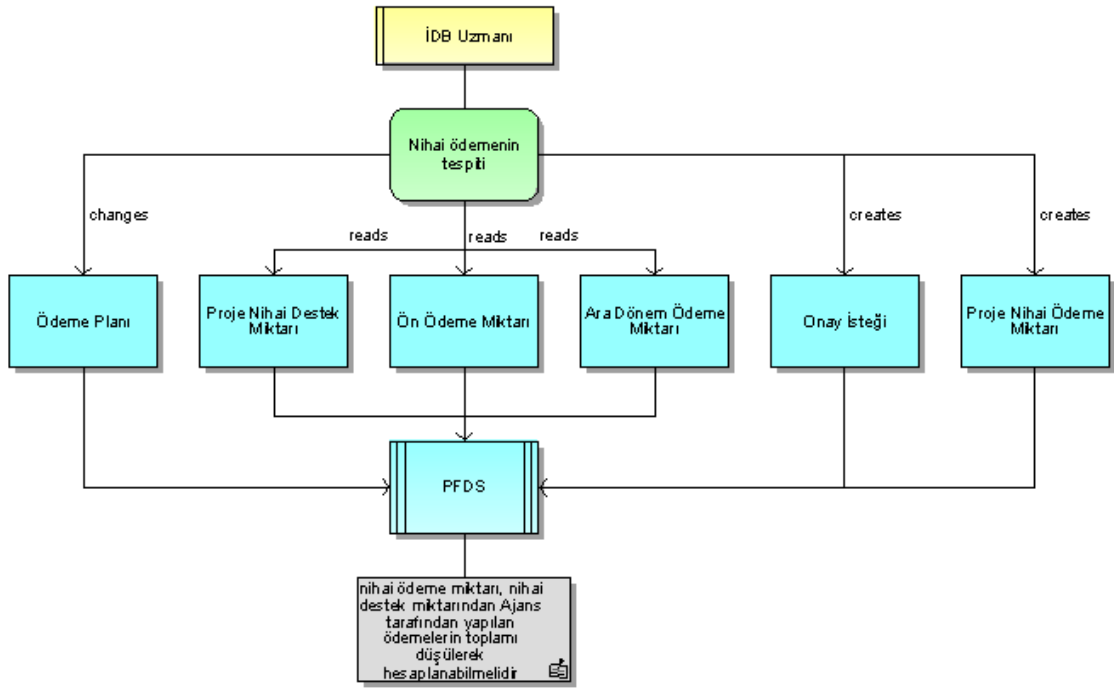 İDB Uzmanı
Nihai ödemenin
tespiti
changes
reads
reads
reads
creates
creates
Ödeme Planı
Proje Nihai Destek
Miktarı
Ön Ödeme Miktarı
Ara Dönem Ödeme
Miktarı
Onay İsteği
Proje Nihai Ödeme
Miktarı
PFDS
nihai ödeme miktarı, nihai
destek miktarından Ajans
tarafından yapılan
ödemelerin toplamı
düşülerek
hesaplanabilmelidir